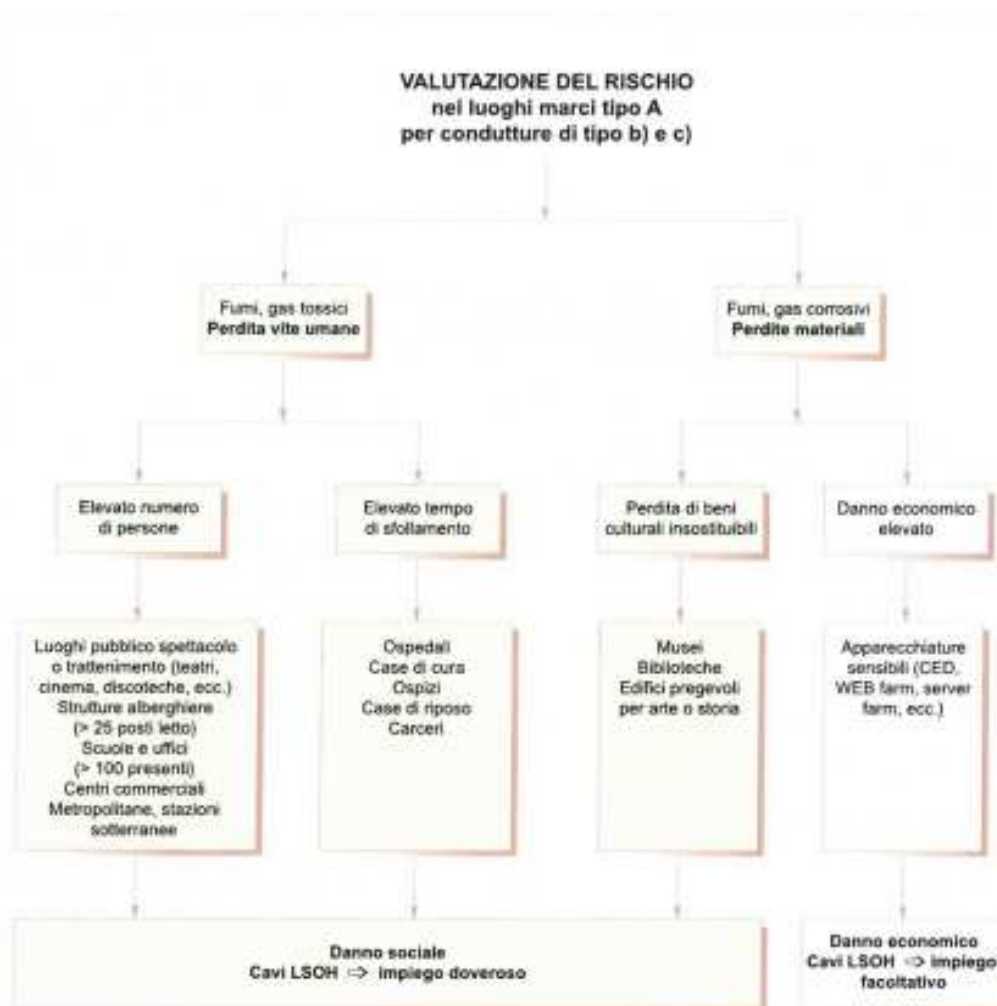 VALUTAZIONE DEL RISCHIO
nei luoghi marci tipo A
per condutture di tipo b) e c)
Fumi, gas tossici
Perdita vite umane
Fumi, gas corrosivi
Perdite materiali
Elevato numero
di persone
Elevato tempo
di sfollamento
Perdita di beni
culturali insostituibili
Danno economico
elevato
Luoghi pubblico spettacolo
o trattenimento (teatri,
cinema, discoteche, ecc.)
Strutture alberghiere
(> 25 posti letto)
Scuole e uffici
(> 100 presenti)
Centri commerciali
Metropolitane, stazioni
sotterranee
Ospedali
Case di cura
Ospizi
Case di riposo
Carceri
Musei
Biblioteche
Edifici pregevoli
per arte o storia
Apparecchiature
sensibili (CED,
WEB farm, server
farm, ecc.)
Danno sociale
Cavi LSOH ⇨ impiego doveroso
Danno economico
Cavi LSOH ⇨ impiego
facoltativo